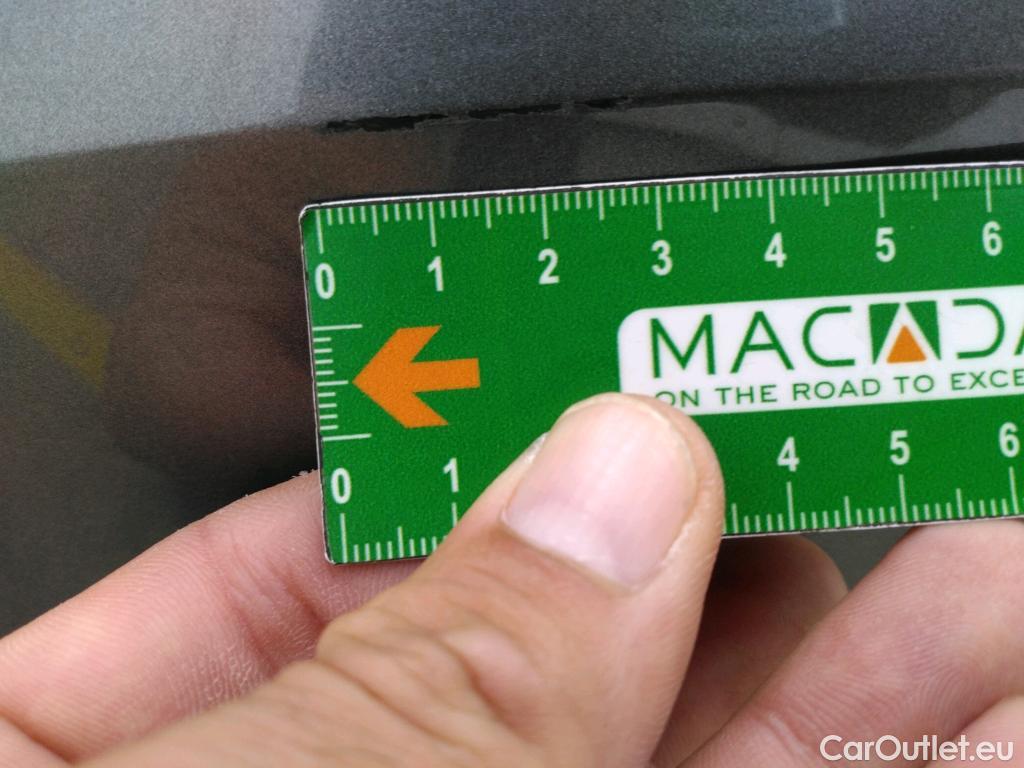 0 1 2 3 4 5 6
MACADA
ON THE ROAD TO EXCE
0 1 4 5 6
CarOutlet.eu